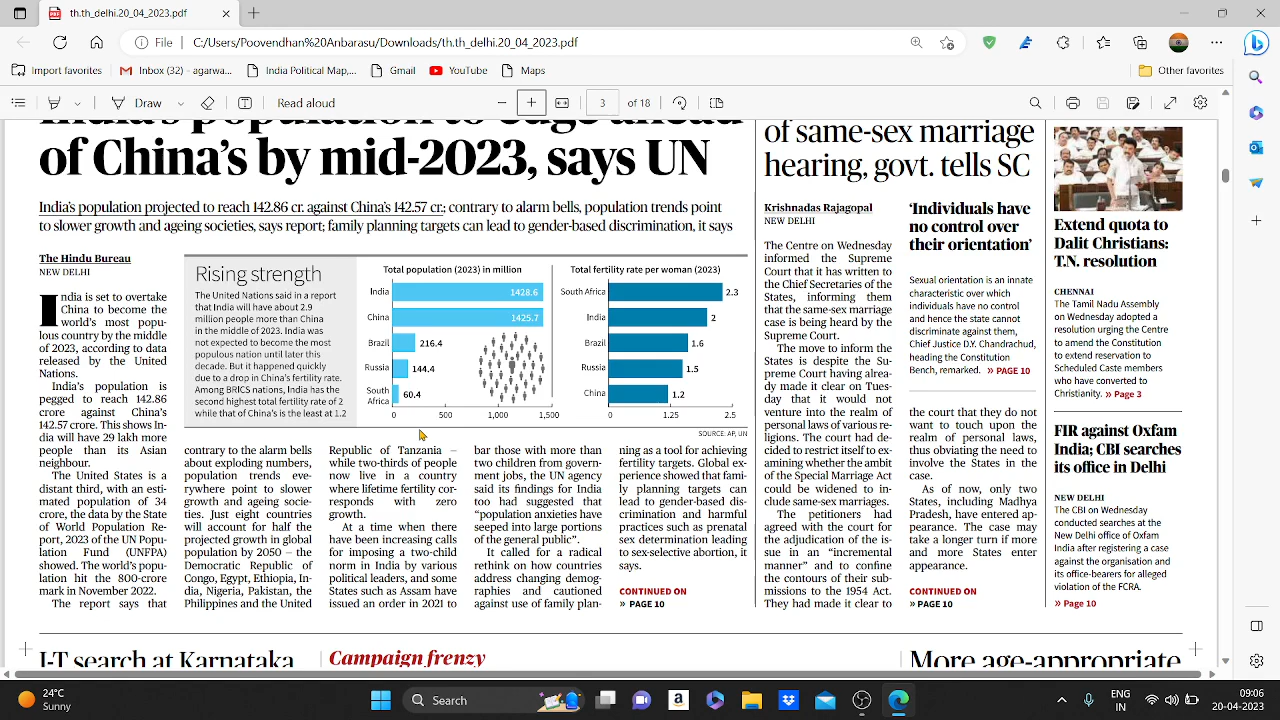 th.th_delhi.20_04_2023.pdf
File
C:/Users/Poovendhan%20Anbarasu/Downloads/th.th_delhi.20_04_2023.pdf
Import favorites
Inbox (32) - agarwa...
India Political Map,...
Gmail
YouTube
Maps
Other favorites
Draw
Read aloud
3
of 18
India's population to edge ahead
of China's by mid-2023, says UN
India's population projected to reach 142.86 cr. against China's 142.57 cr.; contrary to alarm bells, population trends point
to slower growth and ageing societies, says report; family planning targets can lead to gender-based discrimination, it says
The Hindu Bureau
NEW DELHI
India is set to overtake
China to become the
world's most popu-
lous country by the middle
of 2023, according to data
released by the United
Nations.
India's population is
pegged to reach 142.86
crore against China's
142.57 crore. This shows In-
dia will have 29 lakh more
people than its Asian
neighbour.
The United States is a
distant third, with an esti-
mated population of 34
crore, the data by the State
of World Population Re-
port, 2023 of the UN Popu-
lation Fund (UNFPA)
showed. The world's popu-
lation hit the 800-crore
mark in November 2022.
The report says that
Rising strength
The United Nations said in a report
that India will have about 2.9
million people more than China
in the middle of 2023. India was
not expected to become the most
populous nation until later this
decade. But it happened quickly
due to a drop in China's fertility rate.
Among BRICS nations, India has the
second highest total fertility rate of 2
while that of China's is the least at 1.2
Total population (2023) in million
India 1428.6
China 1425.7
Brazil 216.4
Russia 144.4
South
Africa 60.4
0 500 1,000 1,500
Total fertility rate per woman (2023)
South Africa 2.3
India 2
Brazil 1.6
Russia 1.5
China 1.2
0 1.25 2.5
SOURCE: AP, UN
contrary to the alarm bells
about exploding numbers,
population trends eve-
rywhere point to slower
growth and ageing socie-
ties. Just eight countries
will account for half the
projected growth in global
population by 2050 – the
Democratic Republic of
Congo, Egypt, Ethiopia, In-
dia, Nigeria, Pakistan, the
Philippines and the United
Republic of Tanzania –
while two-thirds of people
now live in a country
where lifetime fertility cor-
responds with zero
growth.
At a time when there
have been increasing calls
for imposing a two-child
norm in India by various
political leaders, and some
States such as Assam have
issued an order in 2021 to
bar those with more than
two children from govern-
ment jobs, the UN agency
said its findings for India
too had suggested that
"population anxieties have
seeped into large portions
of the general public".
It called for a radical
rethink on how countries
address changing demog-
raphies and cautioned
against use of family plan-
ning as a tool for achieving
fertility targets. Global ex-
perience showed that fami-
ly planning targets can
lead to gender-based dis-
crimination and harmful
practices such as prenatal
sex determination leading
to sex-selective abortion, it
says.
CONTINUED ON
» PAGE 10
of same-sex marriage
hearing, govt. tells SC
Krishnadas Rajagopal
NEW DELHI
The Centre on Wednesday
informed the Supreme
Court that it has written to
the Chief Secretaries of the
States, informing them
that the same-sex marriage
case is being heard by the
Supreme Court.
The move to inform the
States is despite the Su-
preme Court having alrea-
dy made it clear on Tues-
day that it would not
venture into the realm of
personal laws of various re-
ligions. The court had de-
cided to restrict itself to ex-
amining whether the ambit
of the Special Marriage Act
could be widened to in-
clude same-sex marriages.
The petitioners had
agreed with the court for
the adjudication of the is-
sue in an "incremental
manner" and to confine
the contours of their sub-
missions to the 1954 Act.
They had made it clear to
'Individuals have
no control over
their orientation'
Sexual orientation is an innate
characteristic over which
individuals have no control
and hence the state cannot
discriminate against them,
Chief Justice D.Y. Chandrachud,
heading the Constitution
Bench, remarked. » PAGE 10
the court that they do not
want to touch upon the
realm of personal laws,
thus obviating the need to
involve the States in the
case.
As of now, only two
States, including Madhya
Pradesh, have entered ap-
pearance. The case may
take a longer turn if more
and more States enter
appearance.
CONTINUED ON
» PAGE 10
Extend quota to
Dalit Christians:
T.N. resolution
CHENNAI
The Tamil Nadu Assembly
on Wednesday adopted a
resolution urging the Centre
to amend the Constitution
to extend reservation to
Scheduled Caste members
who have converted to
Christianity. » Page 3
FIR against Oxfam
India; CBI searches
its office in Delhi
NEW DELHI
The CBI on Wednesday
conducted searches at the
New Delhi office of Oxfam
India after registering a case
against the organisation and
its office-bearers for alleged
violation of the FCRA.
» Page 10
I-T search at Karnataka
Campaign frenzy
More age-appropriate
24°C
Sunny
Search
ENG
IN
09:06
20-04-2023